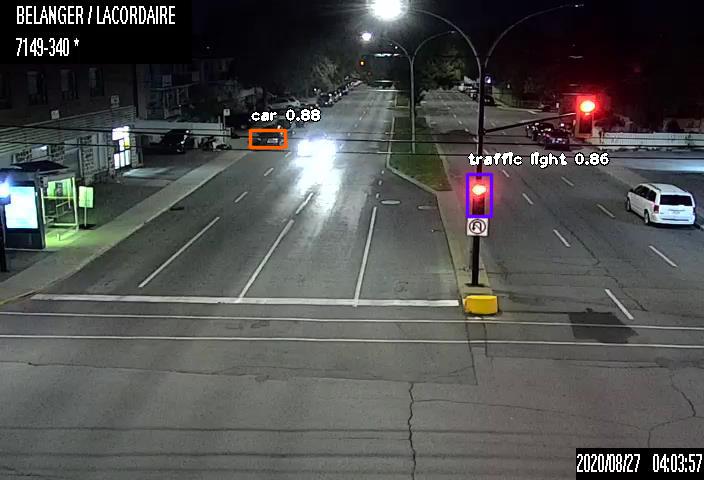 BELANGER / LACORDAIRE
7149-340 *
car 0.88
traffic light 0.86
2020/08/27 04:03:57